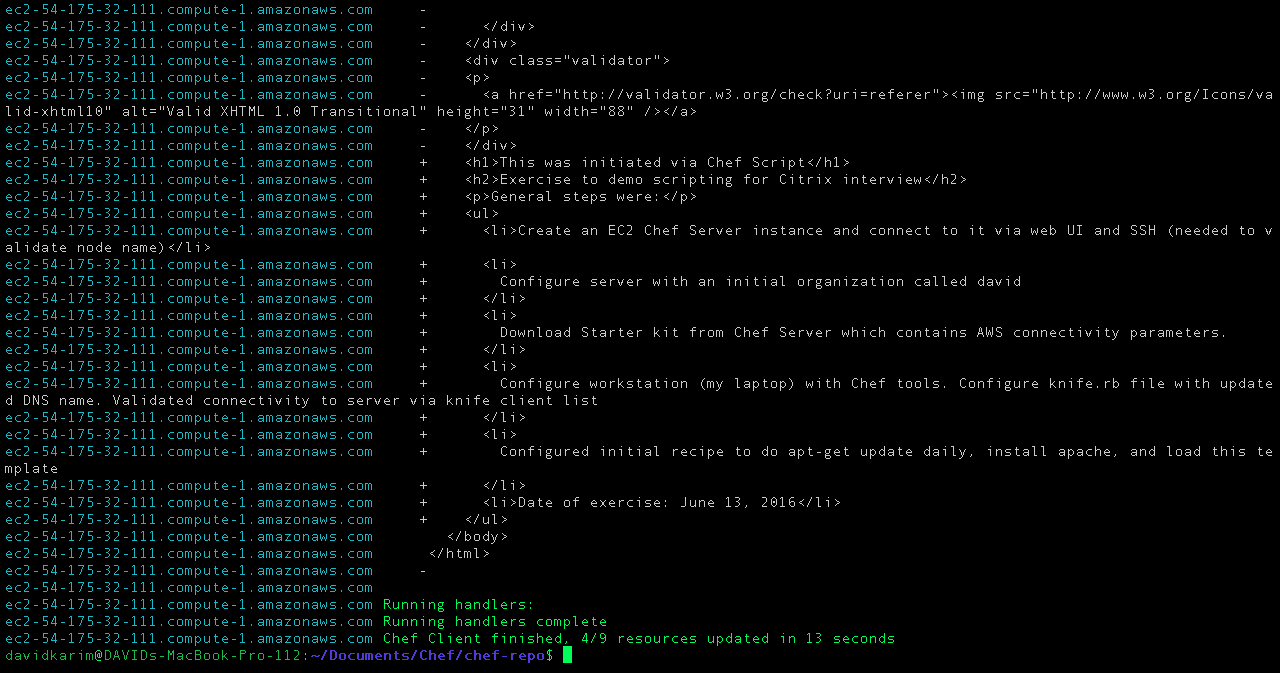 ec2-54-175-32-111.compute-1.amazonaws.com     -
ec2-54-175-32-111.compute-1.amazonaws.com     -      </div>
ec2-54-175-32-111.compute-1.amazonaws.com     -    </div>
ec2-54-175-32-111.compute-1.amazonaws.com     -    <div class="validator">
ec2-54-175-32-111.compute-1.amazonaws.com     -    <p>
ec2-54-175-32-111.compute-1.amazonaws.com     -      <a href="http://validator.w3.org/check?uri=referer"><img src="http://www.w3.org/Icons/va
lid-xhtml10" alt="Valid XHTML 1.0 Transitional" height="31" width="88" /></a>
ec2-54-175-32-111.compute-1.amazonaws.com     -    </p>
ec2-54-175-32-111.compute-1.amazonaws.com     -    </div>
ec2-54-175-32-111.compute-1.amazonaws.com     +    <h1>This was initiated via Chef Script</h1>
ec2-54-175-32-111.compute-1.amazonaws.com     +    <h2>Exercise to demo scripting for Citrix interview</h2>
ec2-54-175-32-111.compute-1.amazonaws.com     +    <p>General steps were:</p>
ec2-54-175-32-111.compute-1.amazonaws.com     +    <ul>
ec2-54-175-32-111.compute-1.amazonaws.com     +      <li>Create an EC2 Chef Server instance and connect to it via web UI and SSH (needed to v
alidate node name)</li>
ec2-54-175-32-111.compute-1.amazonaws.com     +      <li>
ec2-54-175-32-111.compute-1.amazonaws.com     +        Configure server with an initial organization called david
ec2-54-175-32-111.compute-1.amazonaws.com     +      </li>
ec2-54-175-32-111.compute-1.amazonaws.com     +      <li>
ec2-54-175-32-111.compute-1.amazonaws.com     +        Download Starter kit from Chef Server which contains AWS connectivity parameters.
ec2-54-175-32-111.compute-1.amazonaws.com     +      </li>
ec2-54-175-32-111.compute-1.amazonaws.com     +      <li>
ec2-54-175-32-111.compute-1.amazonaws.com     +        Configure workstation (my laptop) with Chef tools. Configure knife.rb file with update
d DNS name. Validated connectivity to server via knife client list
ec2-54-175-32-111.compute-1.amazonaws.com     +      </li>
ec2-54-175-32-111.compute-1.amazonaws.com     +      <li>
ec2-54-175-32-111.compute-1.amazonaws.com     +        Configured initial recipe to do apt-get update daily, install apache, and load this te
mplate
ec2-54-175-32-111.compute-1.amazonaws.com     +      </li>
ec2-54-175-32-111.compute-1.amazonaws.com     +      <li>Date of exercise: June 13, 2016</li>
ec2-54-175-32-111.compute-1.amazonaws.com     +    </ul>
ec2-54-175-32-111.compute-1.amazonaws.com        </body>
ec2-54-175-32-111.compute-1.amazonaws.com      </html>
ec2-54-175-32-111.compute-1.amazonaws.com     -
ec2-54-175-32-111.compute-1.amazonaws.com
ec2-54-175-32-111.compute-1.amazonaws.com Running handlers:
ec2-54-175-32-111.compute-1.amazonaws.com Running handlers complete
ec2-54-175-32-111.compute-1.amazonaws.com Chef Client finished, 4/9 resources updated in 13 seconds
davidkarim@DAVIDs-MacBook-Pro-112:~/Documents/Chef/chef-repo$